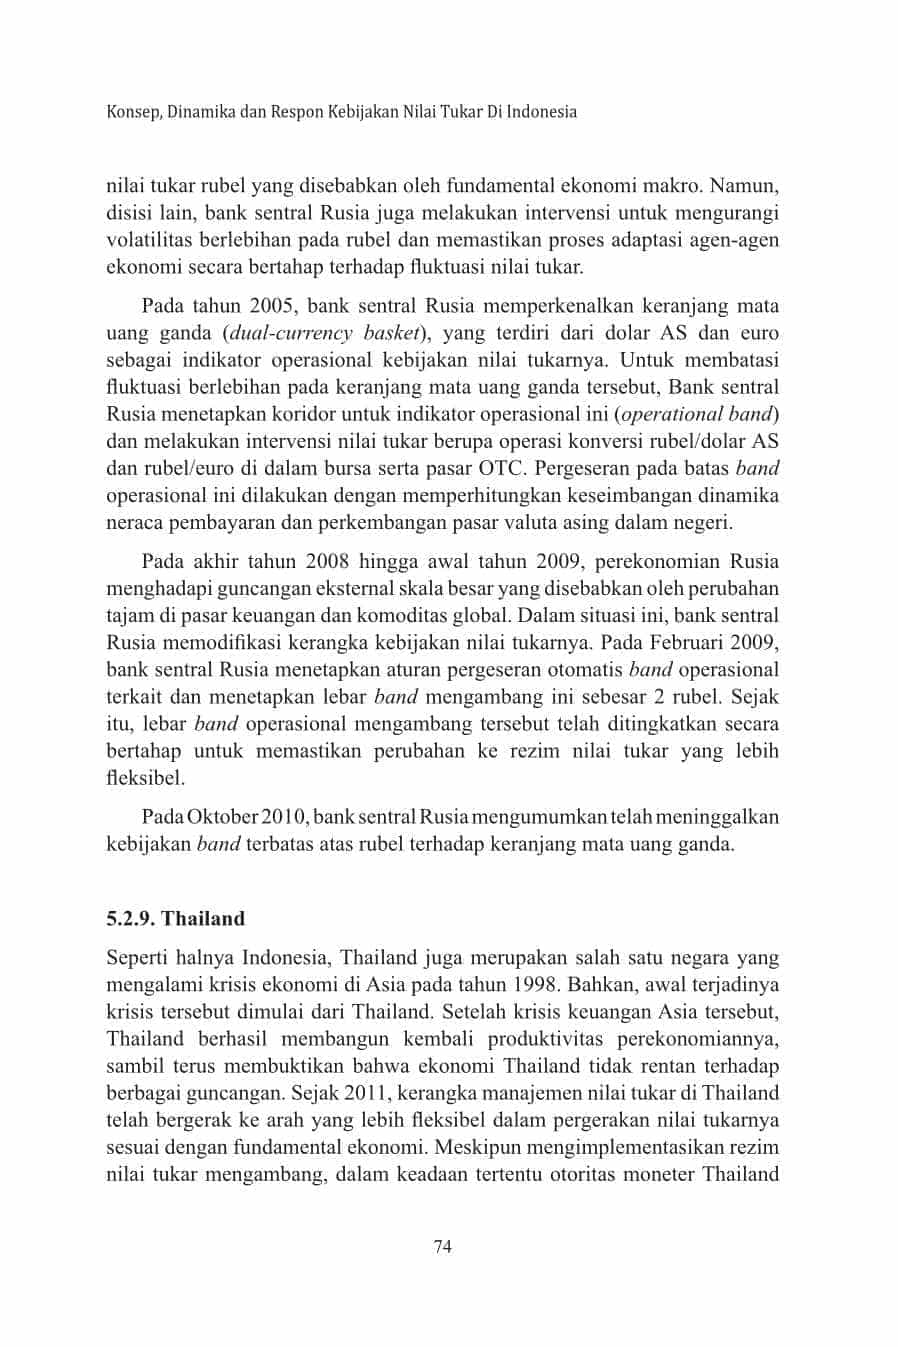 Konsep, Dinamika dan Respon Kebijakan Nilai Tukar Di Indonesia
nilai tukar rubel yang disebabkan oleh fundamental ekonomi makro. Namun,
disisi lain, bank sentral Rusia juga melakukan intervensi untuk mengurangi
volatilitas berlebihan pada rubel dan memastikan proses adaptasi agen-agen
ekonomi secara bertahap terhadap fluktuasi nilai tukar.
Pada tahun 2005, bank sentral Rusia memperkenalkan keranjang mata
uang ganda (dual-currency basket), yang terdiri dari dolar AS dan euro
sebagai indikator operasional kebijakan nilai tukarnya. Untuk membatasi
fluktuasi berlebihan pada keranjang mata uang ganda tersebut, Bank sentral
Rusia menetapkan koridor untuk indikator operasional ini (operational band)
dan melakukan intervensi nilai tukar berupa operasi konversi rubel/dolar AS
dan rubel/euro di dalam bursa serta pasar OTC. Pergeseran pada batas band
operasional ini dilakukan dengan memperhitungkan keseimbangan dinamika
neraca pembayaran dan perkembangan pasar valuta asing dalam negeri.
Pada akhir tahun 2008 hingga awal tahun 2009, perekonomian Rusia
menghadapi guncangan eksternal skala besar yang disebabkan oleh perubahan
tajam di pasar keuangan dan komoditas global. Dalam situasi ini, bank sentral
Rusia memodifikasi kerangka kebijakan nilai tukarnya. Pada Februari 2009,
bank sentral Rusia menetapkan aturan pergeseran otomatis band operasional
terkait dan menetapkan lebar band mengambang ini sebesar 2 rubel. Sejak
itu, lebar band operasional mengambang tersebut telah ditingkatkan secara
bertahap untuk memastikan perubahan ke rezim nilai tukar yang lebih
fleksibel.
Pada Oktober 2010, bank sentral Rusia mengumumkan telah meninggalkan
kebijakan band terbatas atas rubel terhadap keranjang mata uang ganda.
5.2.9. Thailand
Seperti halnya Indonesia, Thailand juga merupakan salah satu negara yang
mengalami krisis ekonomi di Asia pada tahun 1998. Bahkan, awal terjadinya
krisis tersebut dimulai dari Thailand. Setelah krisis keuangan Asia tersebut,
Thailand berhasil membangun kembali produktivitas perekonomiannya,
sambil terus membuktikan bahwa ekonomi Thailand tidak rentan terhadap
berbagai guncangan. Sejak 2011, kerangka manajemen nilai tukar di Thailand
telah bergerak ke arah yang lebih fleksibel dalam pergerakan nilai tukarnya
sesuai dengan fundamental ekonomi. Meskipun mengimplementasikan rezim
nilai tukar mengambang, dalam keadaan tertentu otoritas moneter Thailand
74